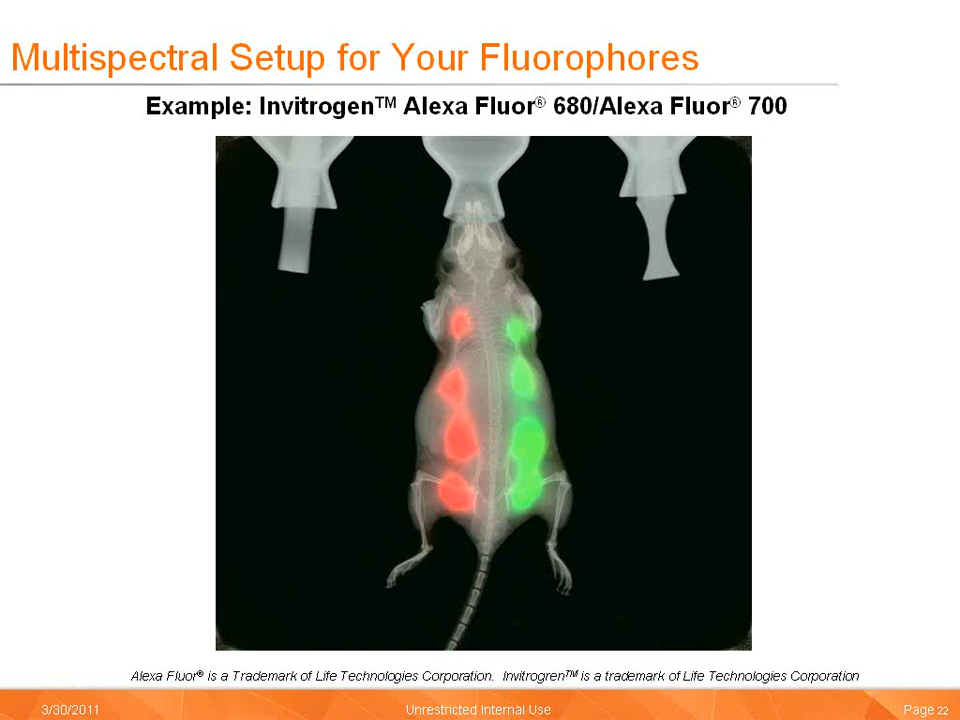 Multispectral Setup for Your Fluorophores
Example: Invitrogen™ Alexa Fluor® 680/Alexa Fluor® 700
Alexa Fluor® is a Trademark of Life Technologies Corporation. Invitrogren™ is a trademark of Life Technologies Corporation
3/30/2011 Unrestricted Internal Use Page 22